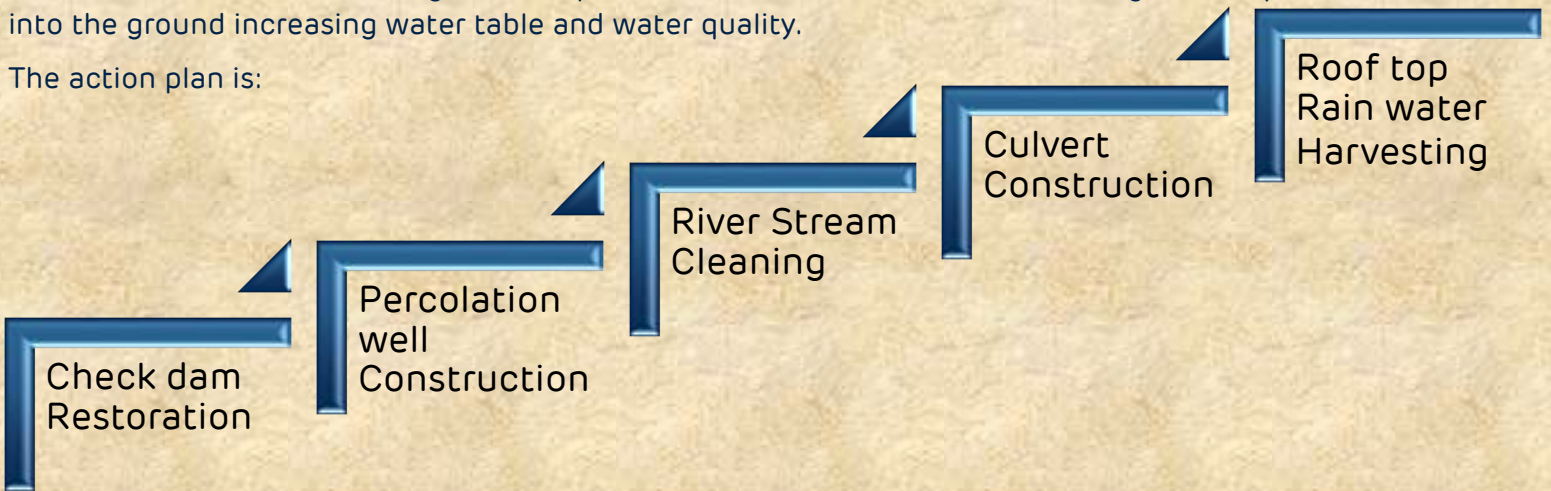 into the ground increasing water table and water quality.
The action plan is:
Check dam
Restoration
Percolation
well
Construction
River Stream
Cleaning
Culvert
Construction
Roof top
Rain water
Harvesting